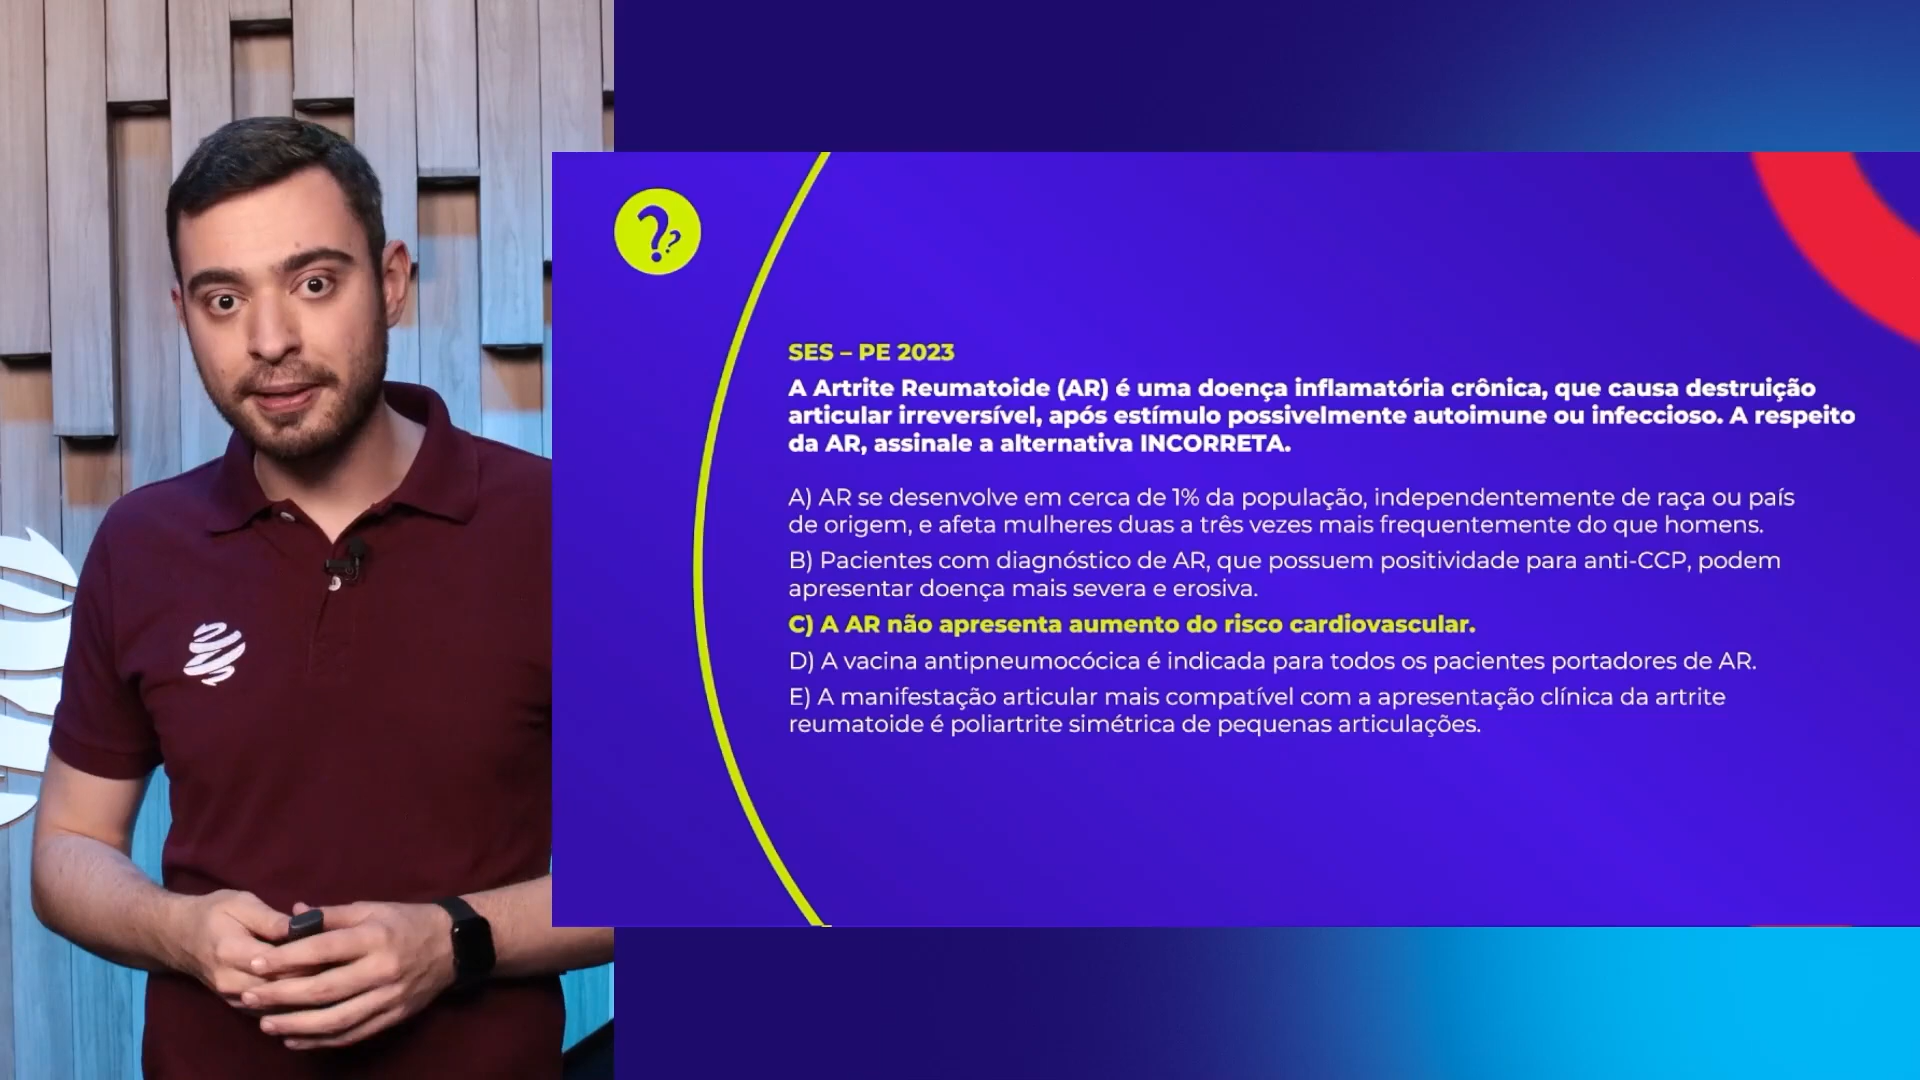 SES – PE 2023
A Artrite Reumatoide (AR) é uma doença inflamatória crônica, que causa destruição
articular irreversível, após estímulo possivelmente autoimune ou infeccioso. A respeito
da AR, assinale a alternativa INCORRETA.
A) AR se desenvolve em cerca de 1% da população, independentemente de raça ou país
de origem, e afeta mulheres duas a três vezes mais frequentemente do que homens.
B) Pacientes com diagnóstico de AR, que possuem positividade para anti-CCP, podem
apresentar doença mais severa e erosiva.
C) A AR não apresenta aumento do risco cardiovascular.
D) A vacina antipneumocócica é indicada para todos os pacientes portadores de AR.
E) A manifestação articular mais compatível com a apresentação clínica da artrite
reumatoide é poliartrite simétrica de pequenas articulações.